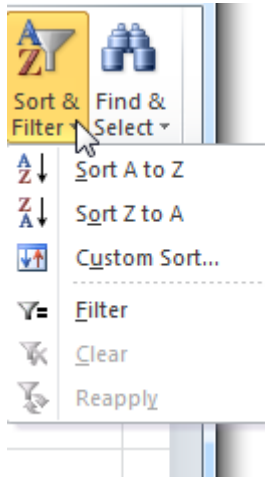 Sort & Find &
Filter Select
Sort A to Z
Sort Z to A
Custom Sort...
Filter
Clear
Reapply